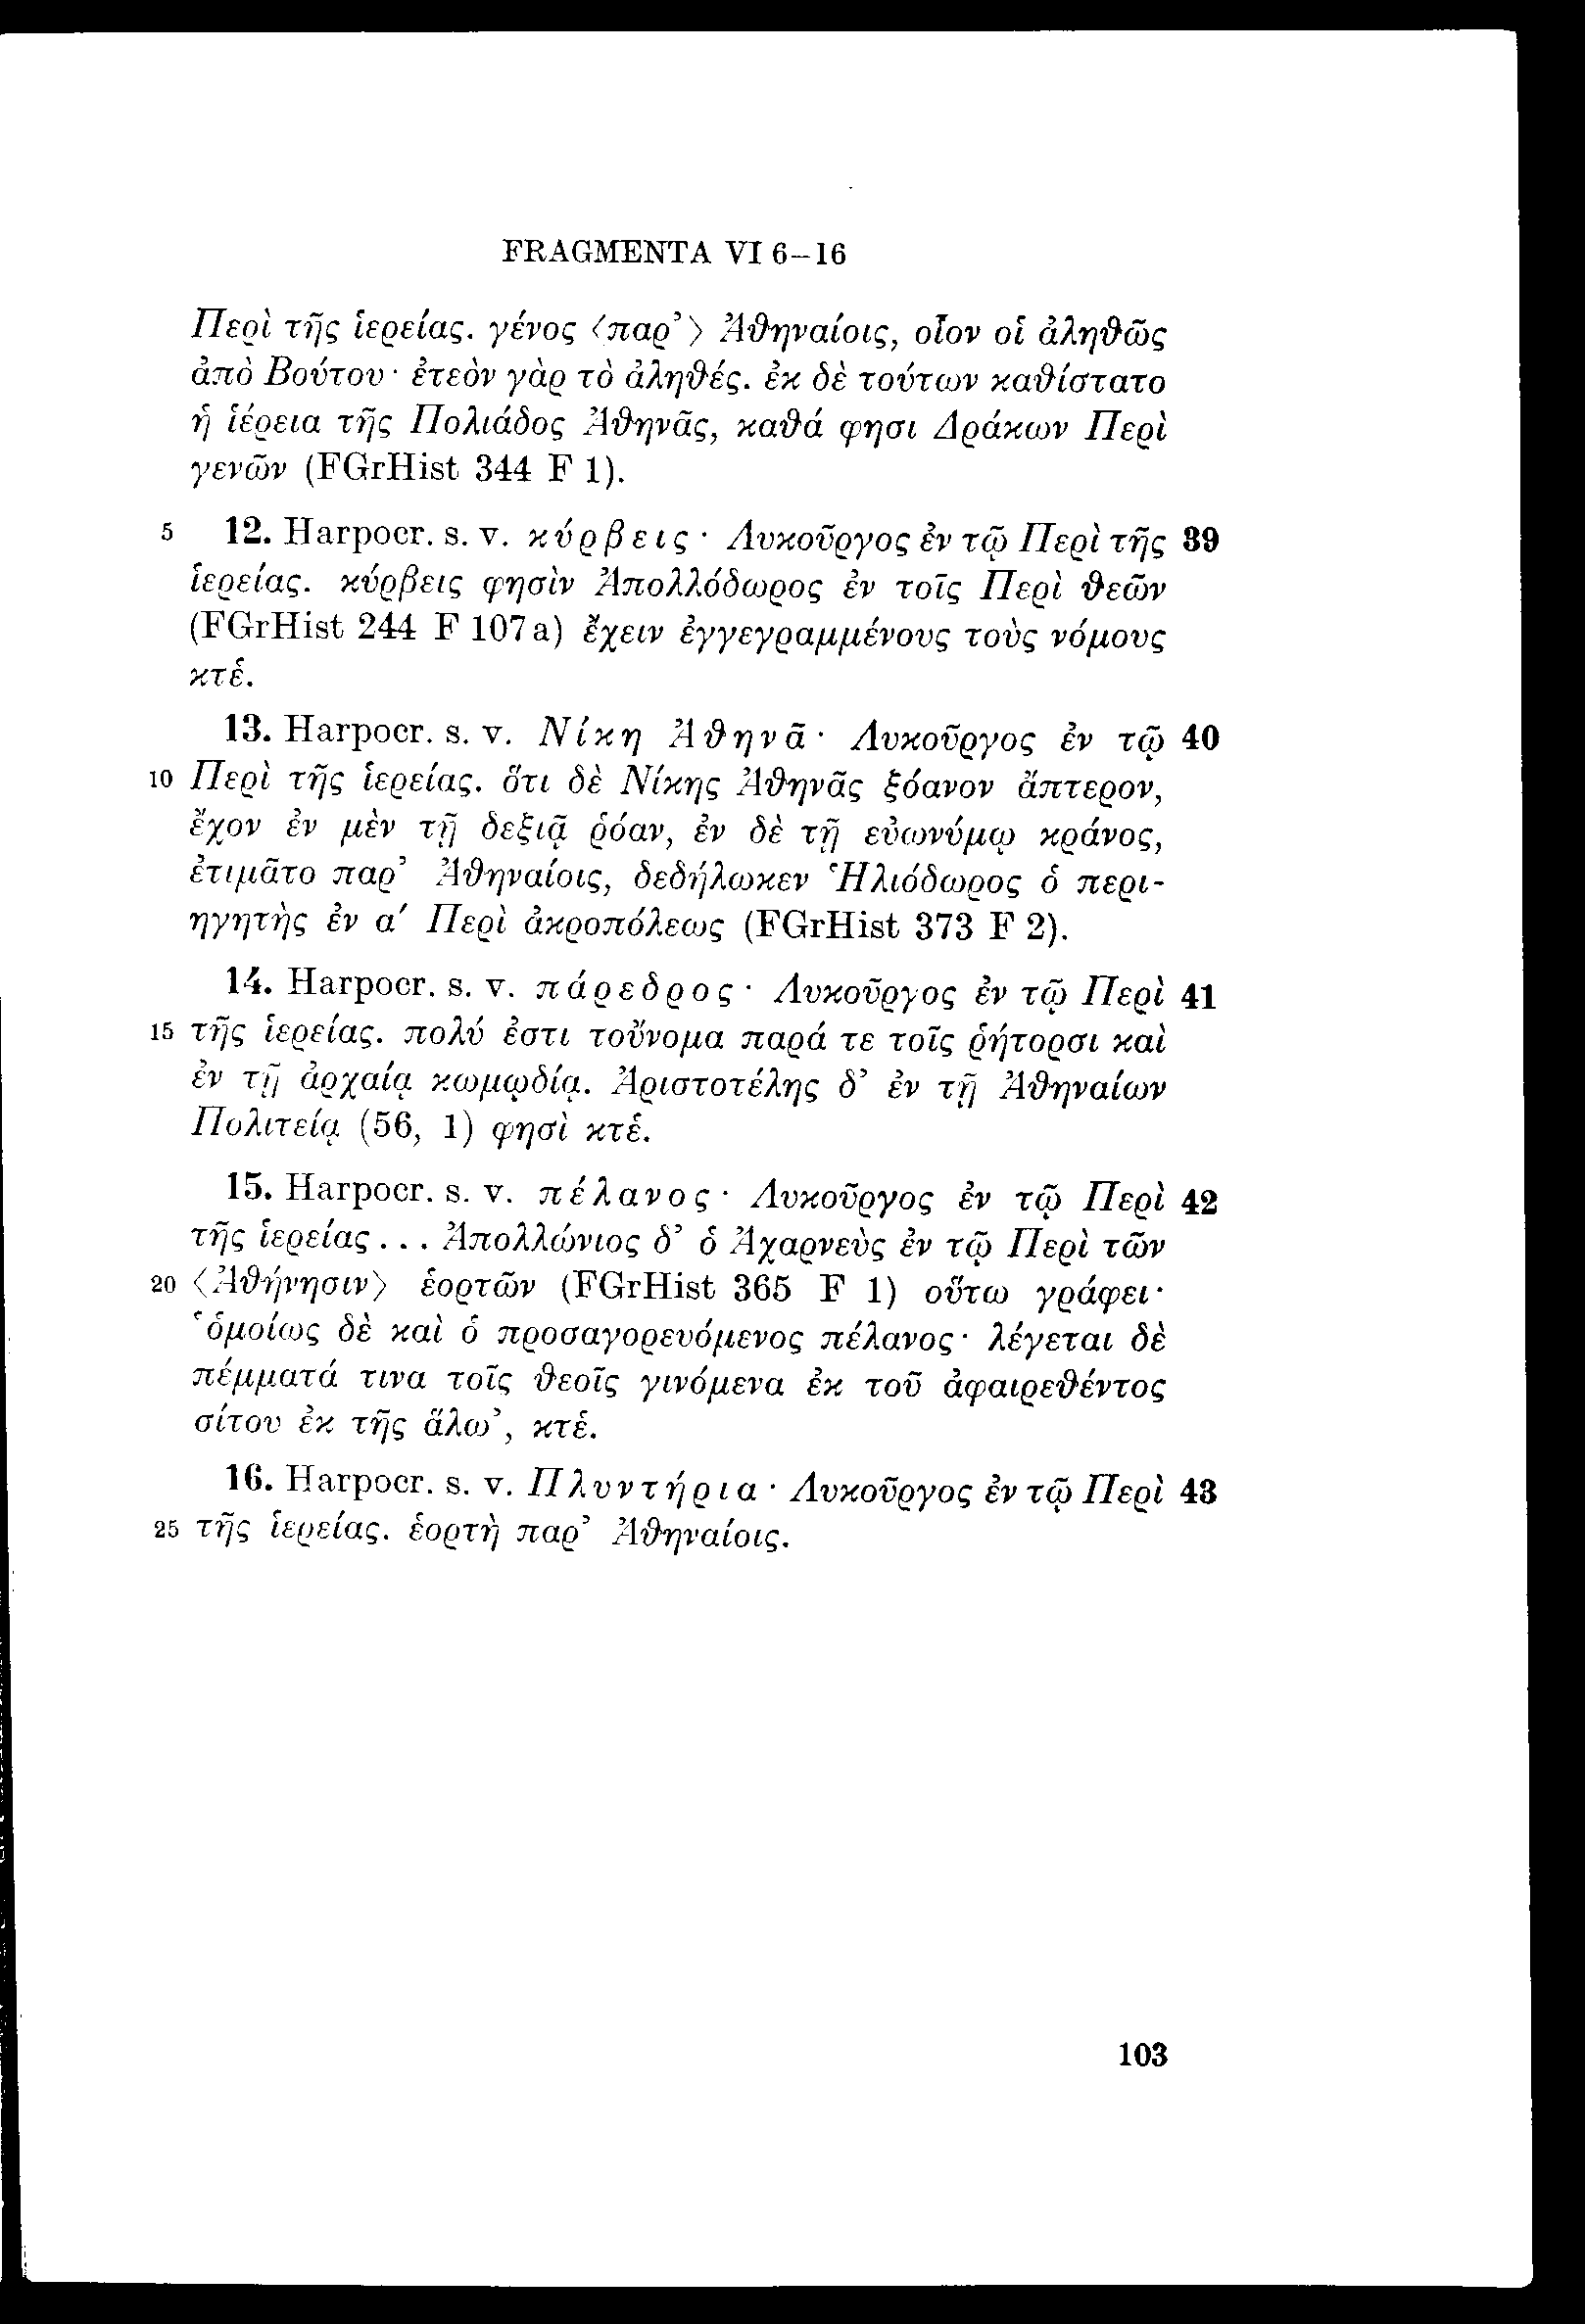 FRAGMENTA VI 6–16
Περὶ τῆς ἱερείας. γένος ⟨παρ’⟩ Ἀθηναίοις, οἷον οἱ ἀληθῶς
ἀπὸ Βούτου· ἐτεὸν γὰρ τὸ ἀληθές. ἐκ δὲ τούτων καθίστατο
ἡ ἱέρεια τῆς Πολιάδος Ἀθηνᾶς, καθά φησι Δράκων Περὶ
γενῶν (FGrHist 344 F 1).
5 12. Harpocr. s. v. κύρβεις· Λυκοῦργος ἐν τῷ Περὶ τῆς 39
ἱερείας. κύρβεις φησὶν Ἀπολλόδωρος ἐν τοῖς Περὶ θεῶν
(FGrHist 244 F 107a) ἔχειν ἐγγεγραμμένους τοὺς νόμους
κτἑ.
13. Harpocr. s. v. Νίκη Ἀθηνᾶ· Λυκοῦργος ἐν τῷ 40
10 Περὶ τῆς ἱερείας. ὅτι δὲ Νίκης Ἀθηνᾶς ξόανον ἄπτερον,
ἔχον ἐν μὲν τῇ δεξιᾷ ῥόαν, ἐν δὲ τῇ εὐωνύμῳ κράνος,
ἐτιμᾶτο παρ’ Ἀθηναίοις, δεδήλωκεν Ἡλιόδωρος ὁ περι-
ηγητὴς ἐν α′ Περὶ ἀκροπόλεως (FGrHist 373 F 2).
14. Harpocr. s. v. πάρεδρος· Λυκοῦργος ἐν τῷ Περὶ 41
15 τῆς ἱερείας. πολύ ἐστι τοὔνομα παρά τε τοῖς ῥήτορσι καὶ
ἐν τῇ ἀρχαίᾳ κωμῳδίᾳ. Ἀριστοτέλης δ’ ἐν τῇ Ἀθηναίων
Πολιτείᾳ (56, 1) φησὶ κτἑ.
15. Harpocr. s. v. πέλανος· Λυκοῦργος ἐν τῷ Περὶ 42
τῆς ἱερείας... Ἀπολλώνιος δ’ ὁ Ἀχαρνεὺς ἐν τῷ Περὶ τῶν
20 ⟨Ἀθήνησιν⟩ ἑορτῶν (FGrHist 365 F 1) οὕτω γράφει·
‘ὁμοίως δὲ καὶ ὁ προσαγορευόμενος πέλανος· λέγεται δὲ
πέμματά τινα τοῖς θεοῖς γινόμενα ἐκ τοῦ ἀφαιρεθέντος
σίτου ἐκ τῆς ἅλω’, κτἑ.
16. Harpocr. s. v. Πλυντήρια· Λυκοῦργος ἐν τῷ Περὶ 43
25 τῆς ἱερείας. ἑορτὴ παρ’ Ἀθηναίοις.
103